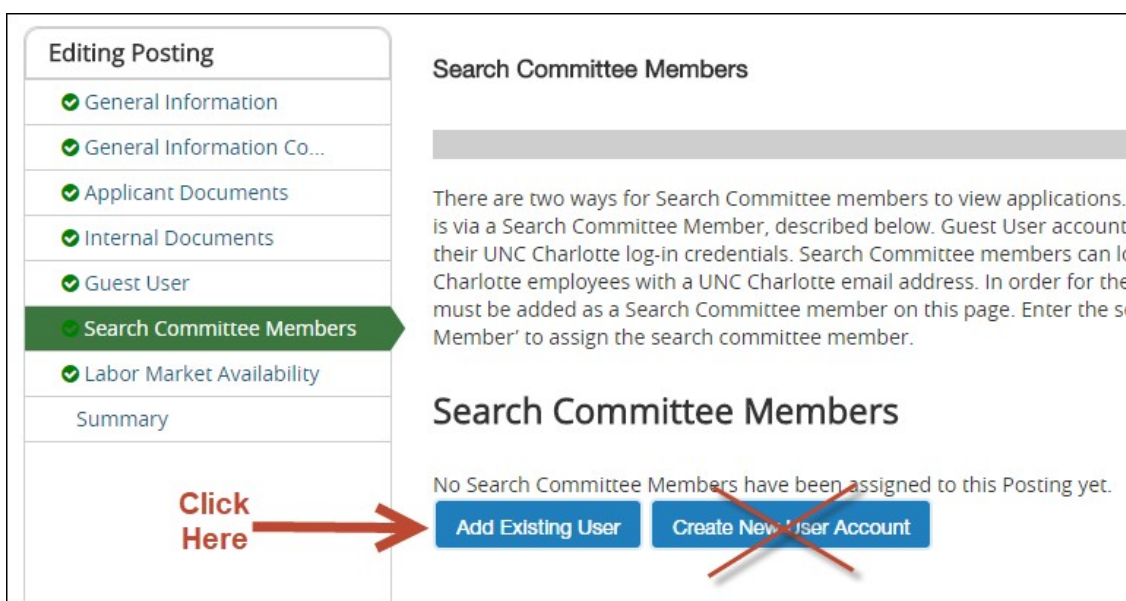 Editing Posting
General Information
General Information Co...
Applicant Documents
Internal Documents
Guest User
Search Committee Members
Labor Market Availability
Summary
Search Committee Members
There are two ways for Search Committee members to view applications.
is via a Search Committee Member, described below. Guest User account
their UNC Charlotte log-in credentials. Search Committee members can
Charlotte employees with a UNC Charlotte email address. In order for the
must be added as a Search Committee member on this page. Enter the
Member' to assign the search committee member.
Search Committee Members
No Search Committee Members have been assigned to this Posting yet.
Click
Here
Add Existing User
Create New User Account